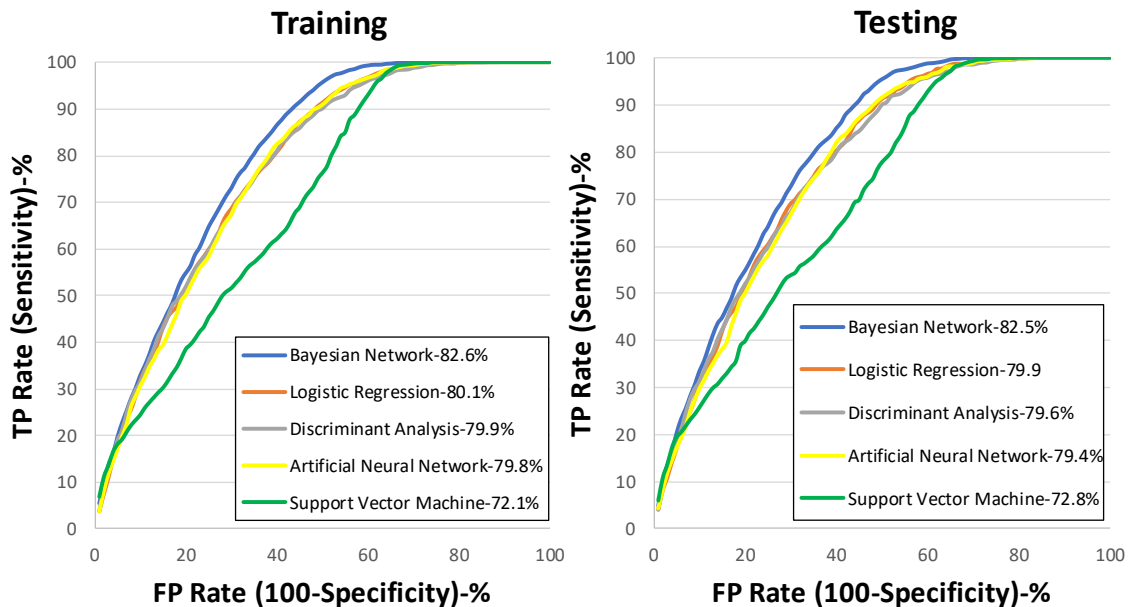 Training
TP Rate (Sensitivity)-%
100
90
80
70
60
50
40
30
20
10
0
Bayesian Network-82.6%
Logistic Regression-80.1%
Discriminant Analysis-79.9%
Artificial Neural Network-79.8%
Support Vector Machine-72.1%
0 20 40 60 80 100
FP Rate (100-Specificity)-%
Testing
TP Rate (Sensitivity)-%
100
90
80
70
60
50
40
30
20
10
0
Bayesian Network-82.5%
Logistic Regression-79.9
Discriminant Analysis-79.6%
Artificial Neural Network-79.4%
Support Vector Machine-72.8%
0 20 40 60 80 100
FP Rate (100-Specificity)-%